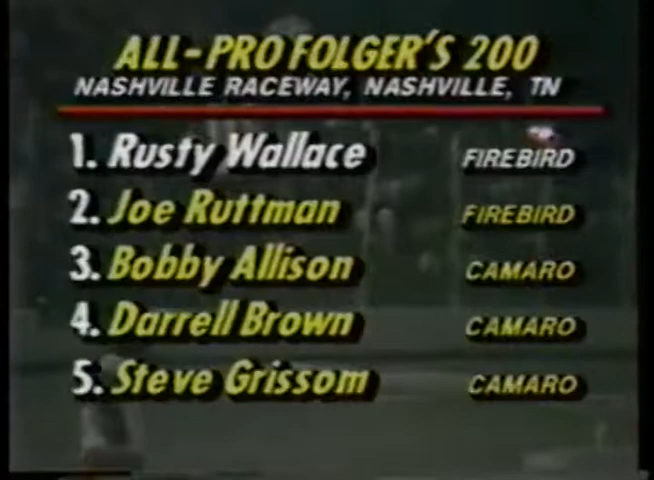 ALL-PRO FOLGER'S 200
NASHVILLE RACEWAY, NASHVILLE, TN
1. Rusty Wallace FIREBIRD
2. Joe Ruttman FIREBIRD
3. Bobby Allison CAMARO
4. Darrell Brown CAMARO
5. Steve Grissom CAMARO